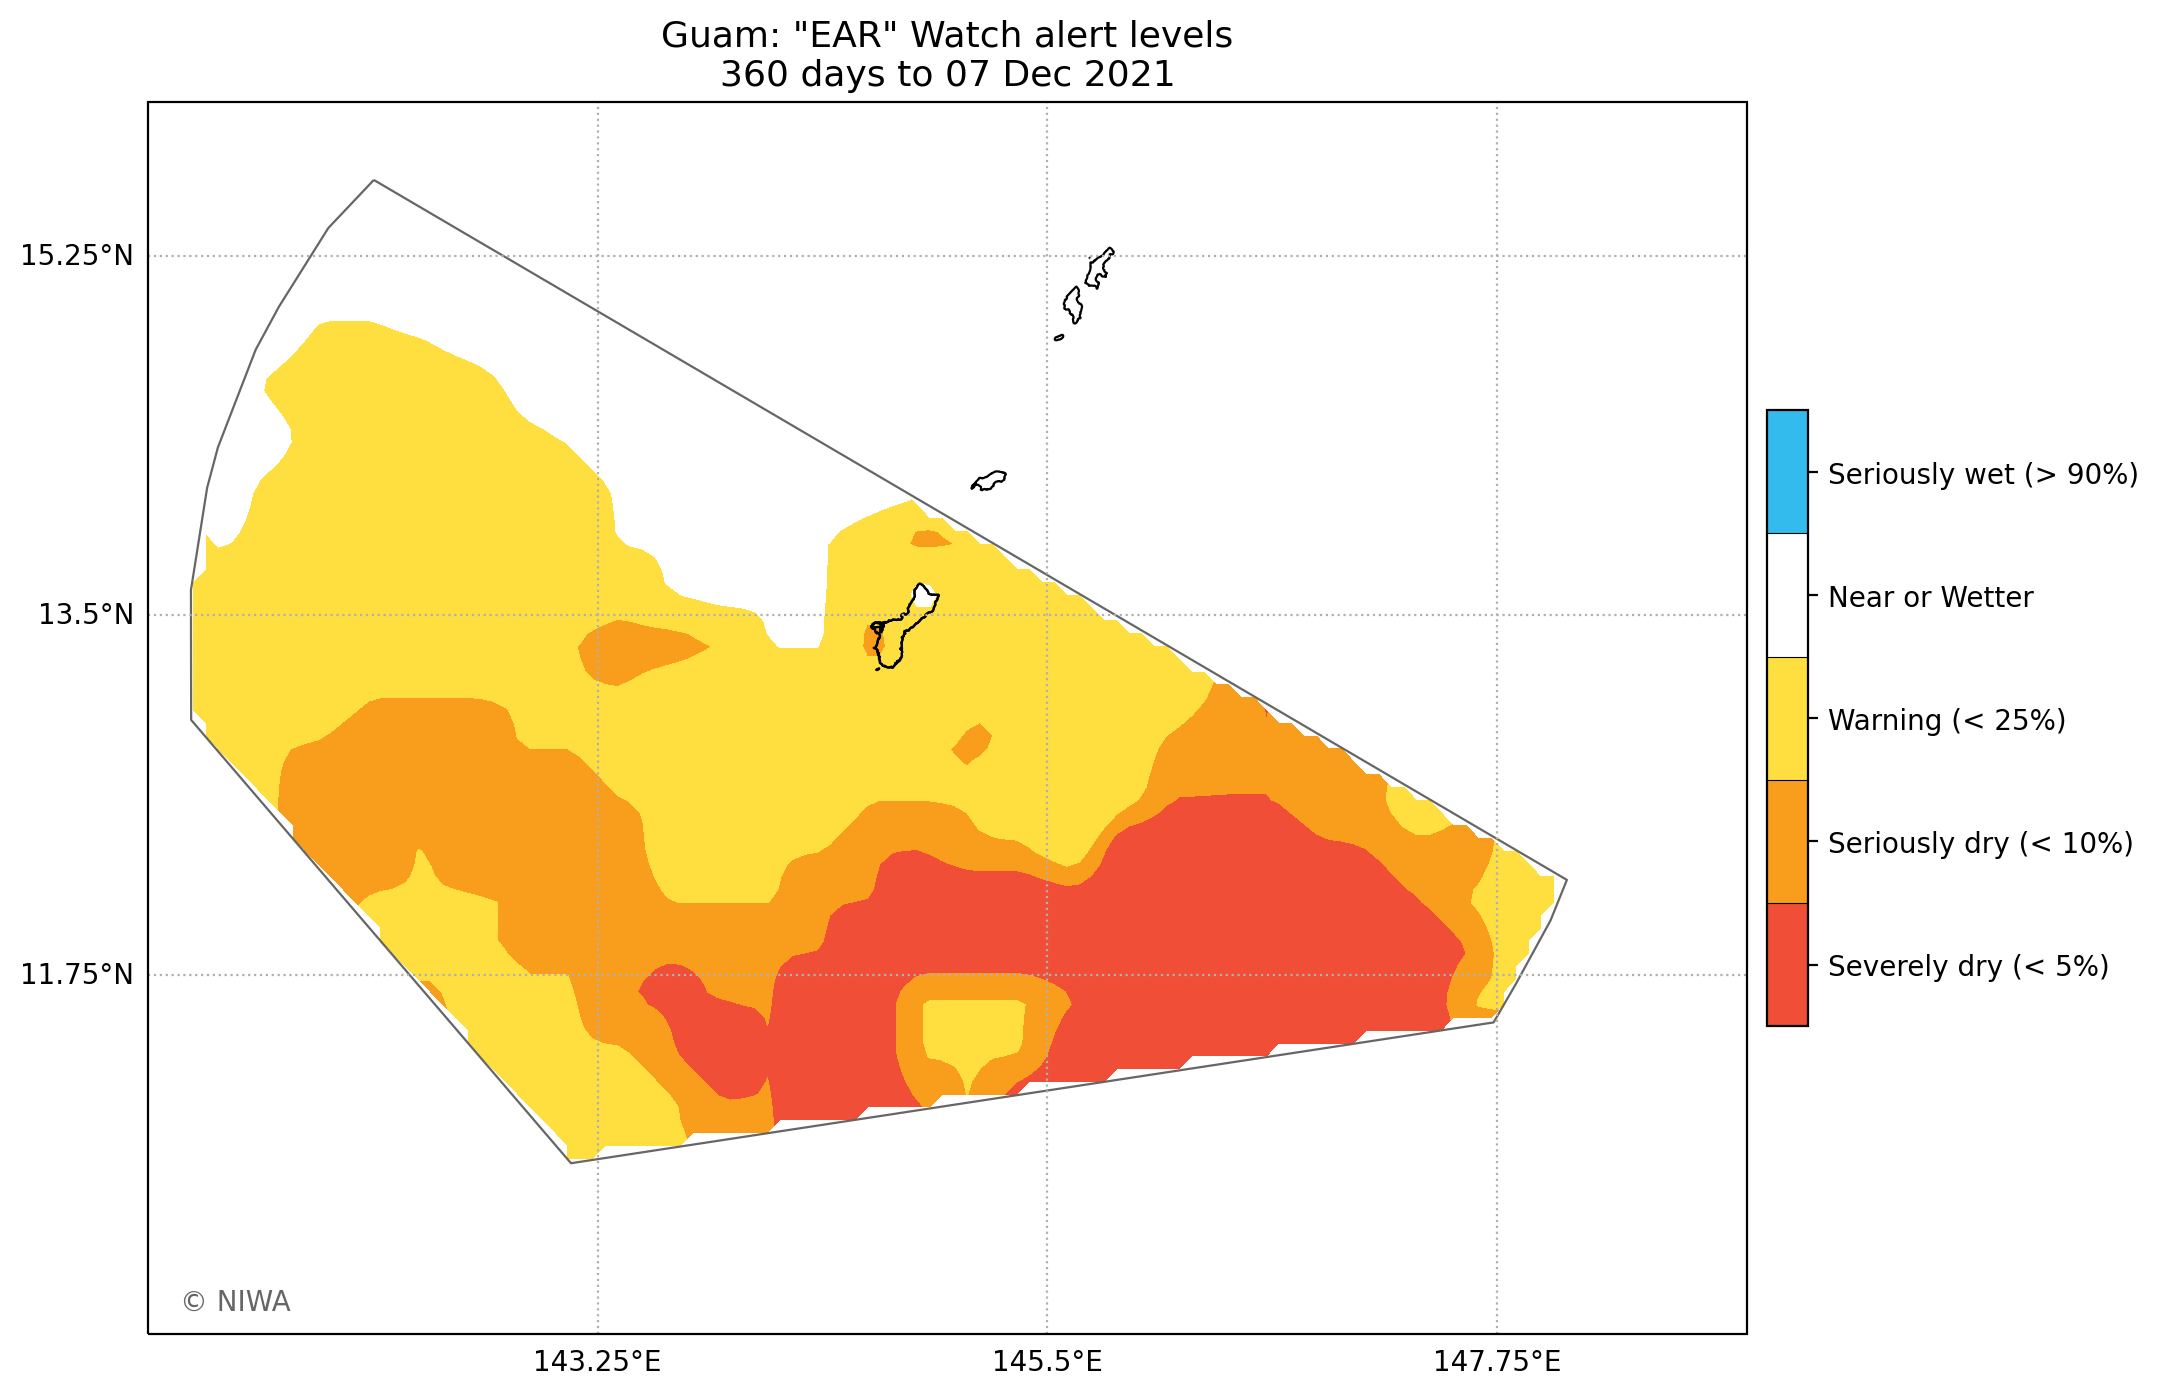 Guam: "EAR" Watch alert levels
360 days to 07 Dec 2021
15.25°N
13.5°N
11.75°N
143.25°E
145.5°E
147.75°E
Seriously wet (> 90%)
Near or Wetter
Warning (< 25%)
Seriously dry (< 10%)
Severely dry (< 5%)
© NIWA